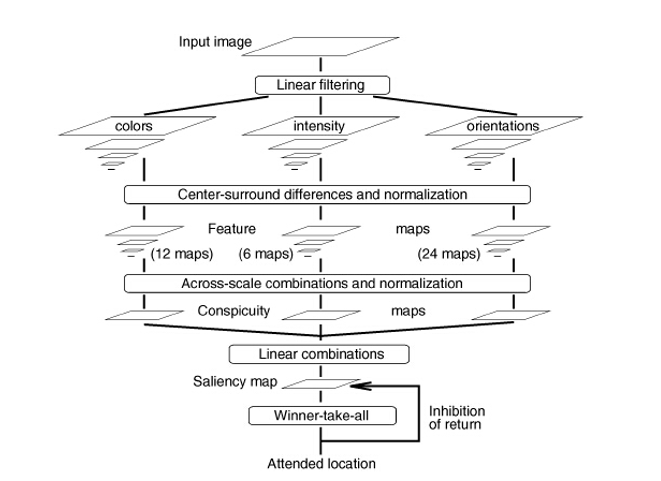 Input image
Linear filtering
colors
intensity
orientations
Center-surround differences and normalization
Feature maps
(12 maps) (6 maps) (24 maps)
Across-scale combinations and normalization
Conspicuity maps
Linear combinations
Saliency map
Winner-take-all
Inhibition
of return
Attended location